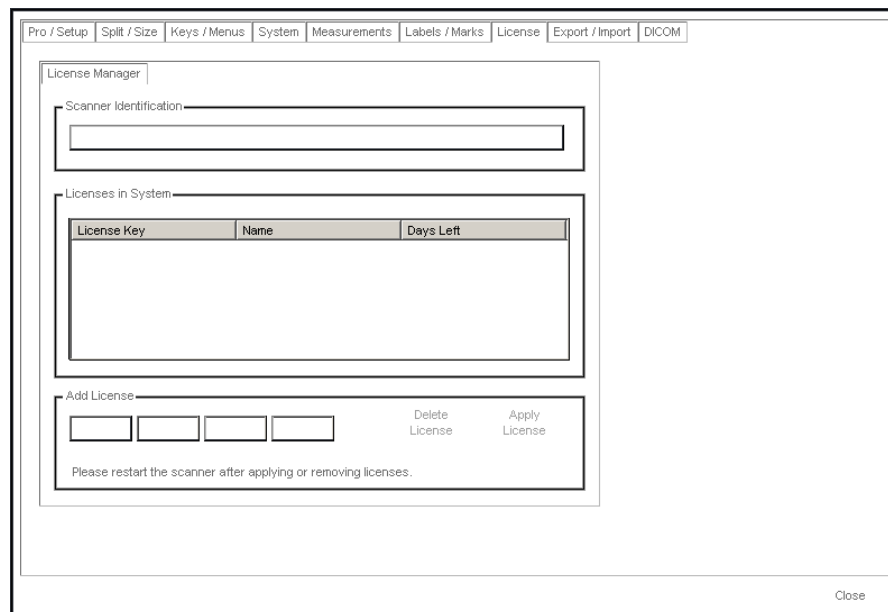 Pro / Setup Split / Size Keys / Menus System Measurements Labels / Marks License Export / Import DICOM
License Manager
Scanner Identification
Licenses in System
License Key Name Days Left
Add License
Delete License Apply License
Please restart the scanner after applying or removing licenses.
Close